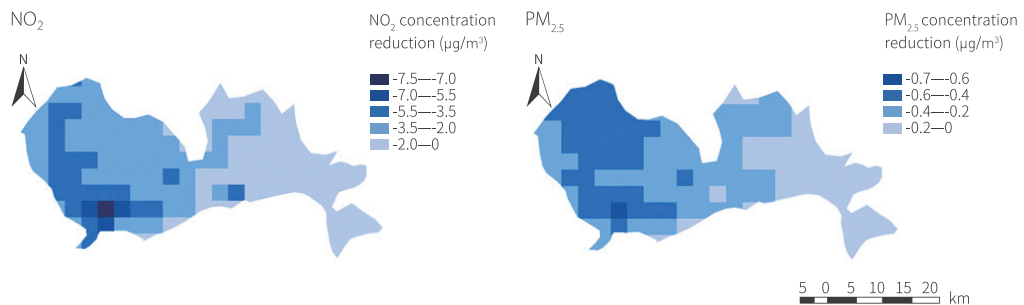 NO₂
NO₂ concentration
reduction (μg/m³)
N
-7.5—-7.0
-7.0—-5.5
-5.5—-3.5
-3.5—-2.0
-2.0—0
PM₂.₅
PM₂.₅ concentration
reduction (μg/m³)
N
-0.7—-0.6
-0.6—-0.4
-0.4—-0.2
-0.2—0
5 0 5 10 15 20 km